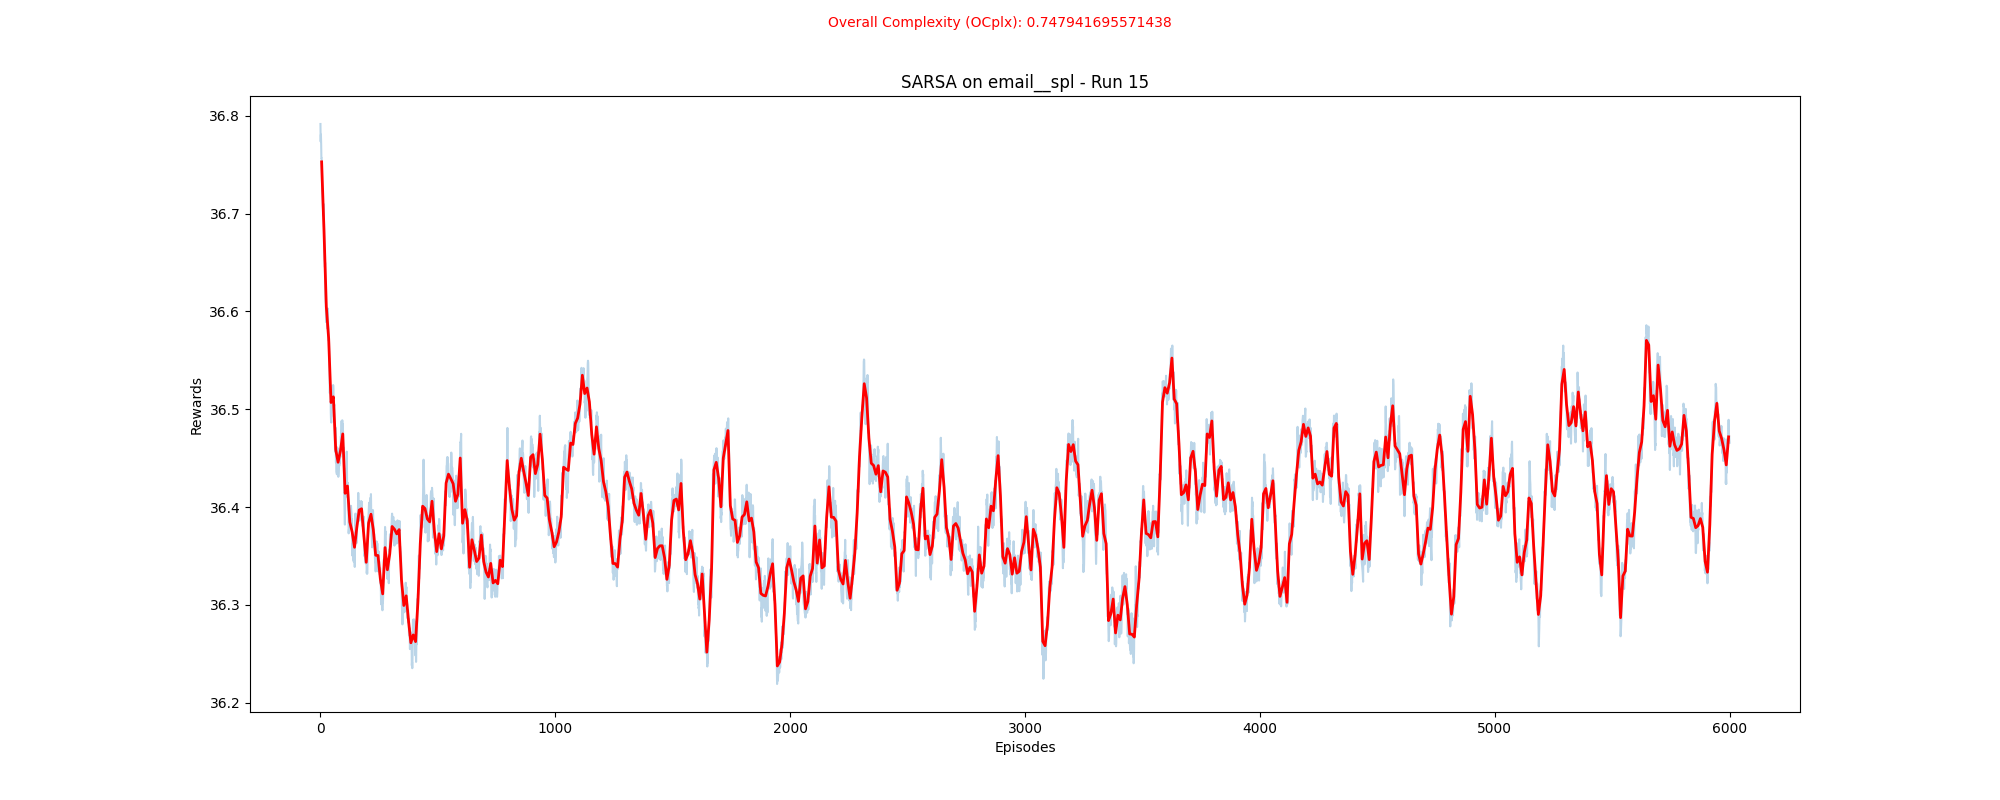 Overall Complexity (OCplx): 0.747941695571438
SARSA on email__spl - Run 15
36.8
36.7
36.6
36.5
36.4
36.3
36.2
Rewards
0 1000 2000 3000 4000 5000 6000
Episodes